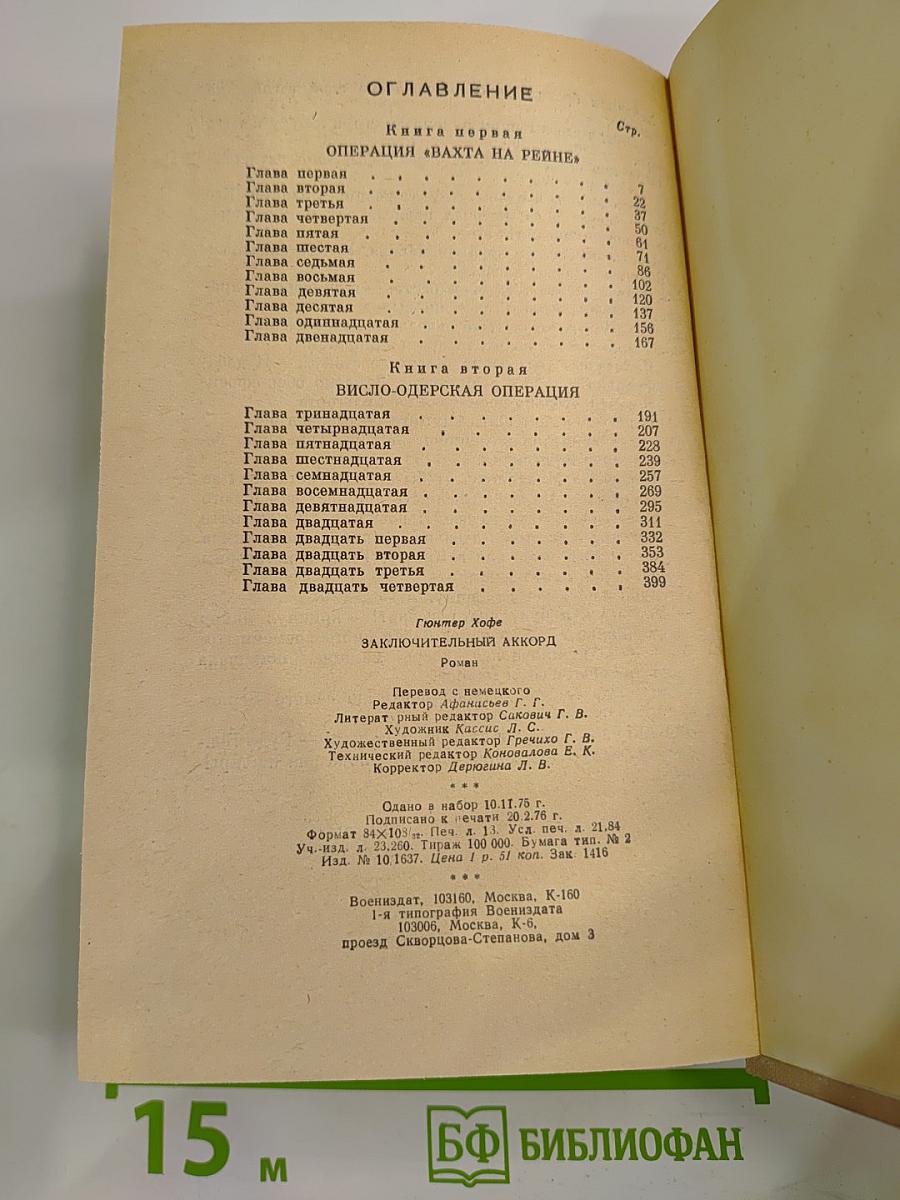 ОГЛАВЛЕНИЕ
Стр.
Книга первая
ОПЕРАЦИЯ «ВАХТА НА РЕЙНЕ»
Глава первая . . . . . . . . 7
Глава вторая . . . . . . . . 22
Глава третья . . . . . . . . 37
Глава четвертая . . . . . . . 50
Глава пятая . . . . . . . . 61
Глава шестая . . . . . . . 71
Глава седьмая . . . . . . . 86
Глава восьмая . . . . . . . 102
Глава девятая . . . . . . . 120
Глава десятая . . . . . . . 137
Глава одиннадцатая . . . . . . 156
Глава двенадцатая . . . . . . 167
Книга вторая
ВИСЛО-ОДЕРСКАЯ ОПЕРАЦИЯ
Глава тринадцатая . . . . . . . 191
Глава четырнадцатая . . . . . . 207
Глава пятнадцатая . . . . . . . 228
Глава шестнадцатая . . . . . . . 239
Глава семнадцатая . . . . . . . 257
Глава восемнадцатая . . . . . . . 269
Глава девятнадцатая . . . . . . . 295
Глава двадцатая . . . . . . . 311
Глава двадцать первая . . . . . . 332
Глава двадцать вторая . . . . . . 353
Глава двадцать третья . . . . . . 384
Глава двадцать четвертая . . . . . 399
Гюнтер Хофе
ЗАКЛЮЧИТЕЛЬНЫЙ АККОРД
Роман
Перевод с немецкого
Редактор Афанасьев Г. Г.
Литературный редактор Сакович Г. В.
Художник Кассис Л. С.
Художественный редактор Гречихо Г. В.
Технический редактор Коновалова Е. К.
Корректор Дерюгина Л. В.
* * *
Сдано в набор 10.11.75 г.
Подписано к печати 20.2.76 г.
Формат 84×108/32. Печ. л. 13. Усл. печ. л. 21,84
Уч.-изд. л. 23,260. Тираж 100 000. Бумага тип. № 2
Изд. № 10/1637. Цена 1 р. 51 коп. Зак. 1416
* * *
Воениздат, 103160, Москва, К-160
1-я типография Воениздата
103006, Москва, К-6,
проезд Скворцова-Степанова, дом 3
15 м
БФ БИБЛИОФАН